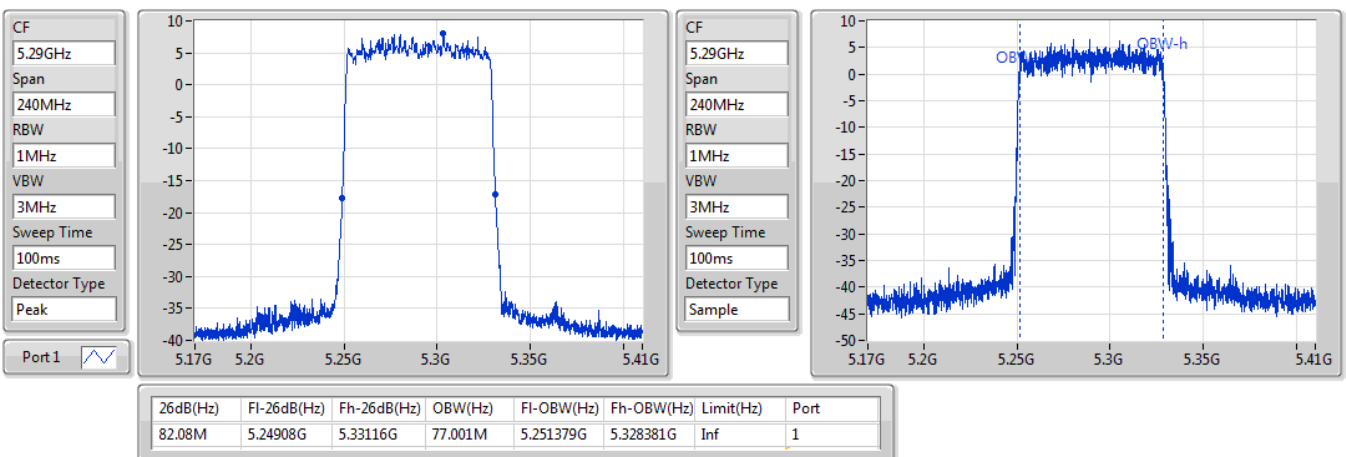 CF
5.29GHz
Span
240MHz
RBW
1MHz
VBW
3MHz
Sweep Time
100ms
Detector Type
Peak
Port 1
10
5
0
-5
-10
-15
-20
-25
-30
-35
-40
5.17G 5.2G 5.25G 5.3G 5.35G 5.41G
CF
5.29GHz
Span
240MHz
RBW
1MHz
VBW
3MHz
Sweep Time
100ms
Detector Type
Sample
10
5
0
-5
-10
-15
-20
-25
-30
-35
-40
-45
-50
OBW-h
5.17G 5.2G 5.25G 5.3G 5.35G 5.41G
26dB(Hz) Fl-26dB(Hz) Fh-26dB(Hz) OBW(Hz) Fl-OBW(Hz) Fh-OBW(Hz) Limit(Hz) Port
82.08M 5.24908G 5.33116G 77.001M 5.251379G 5.328381G Inf 1